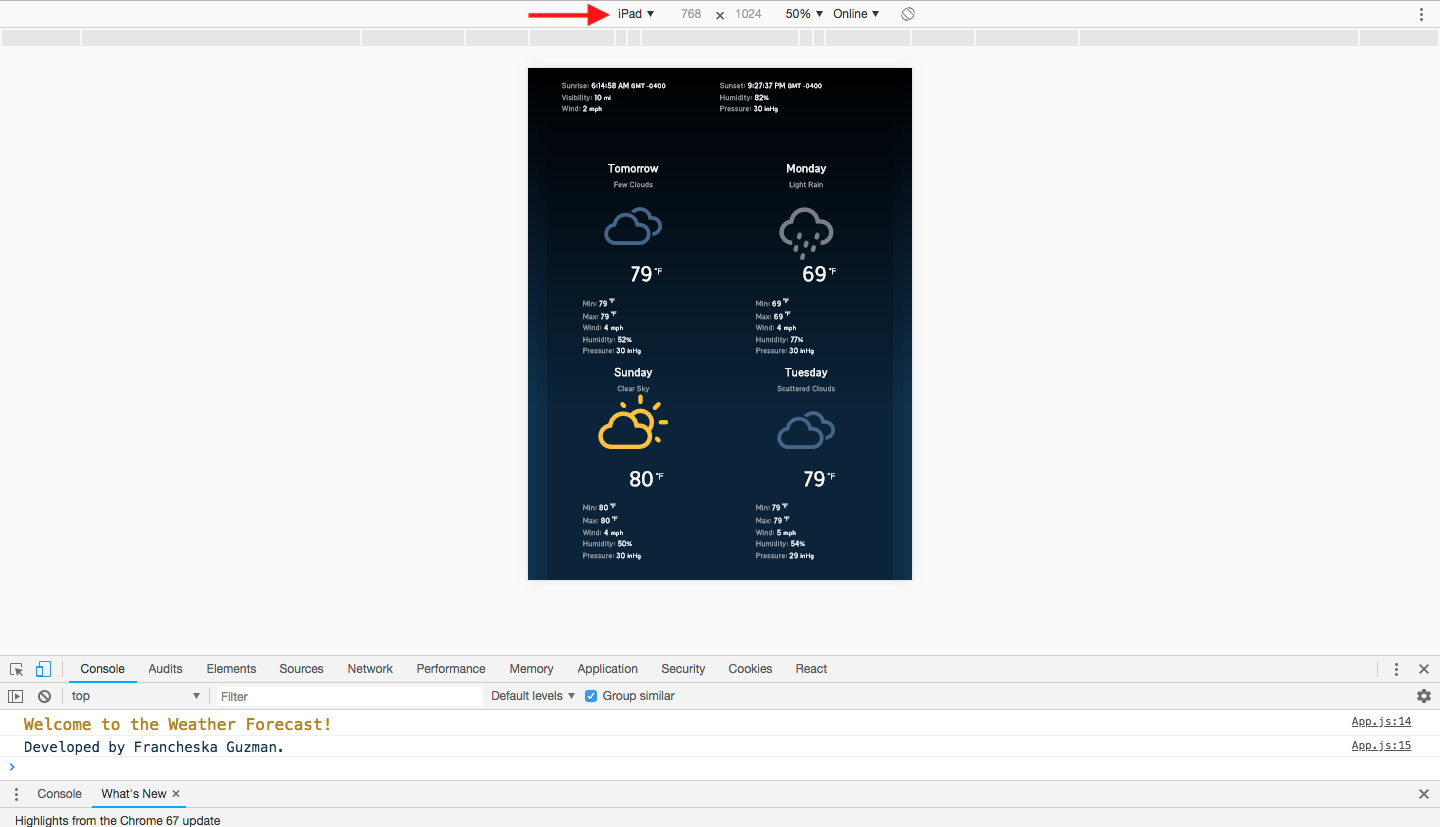 iPad ▼ 768 × 1024 50% ▼ Online ▼
Sunrise: 6:14:58 AM GMT -0400
Visibility: 10 mi
Wind: 2 mph
Sunset: 9:27:37 PM GMT -0400
Humidity: 82%
Pressure: 30 inHg
Tomorrow
Few Clouds
79 °F
Min: 79 °F
Max: 79 °F
Wind: 4 mph
Humidity: 52%
Pressure: 30 inHg
Monday
Light Rain
69 °F
Min: 69 °F
Max: 69 °F
Wind: 4 mph
Humidity: 77%
Pressure: 30 inHg
Sunday
Clear Sky
80 °F
Min: 80 °F
Max: 80 °F
Wind: 4 mph
Humidity: 50%
Pressure: 30 inHg
Tuesday
Scattered Clouds
79 °F
Min: 79 °F
Max: 79 °F
Wind: 5 mph
Humidity: 54%
Pressure: 29 inHg
Console Audits Elements Sources Network Performance Memory Application Security Cookies React
top ▼ Filter Default levels ▼ Group similar
Welcome to the Weather Forecast! App.js:14
Developed by Francheska Guzman. App.js:15
Console What's New ×
Highlights from the Chrome 67 update